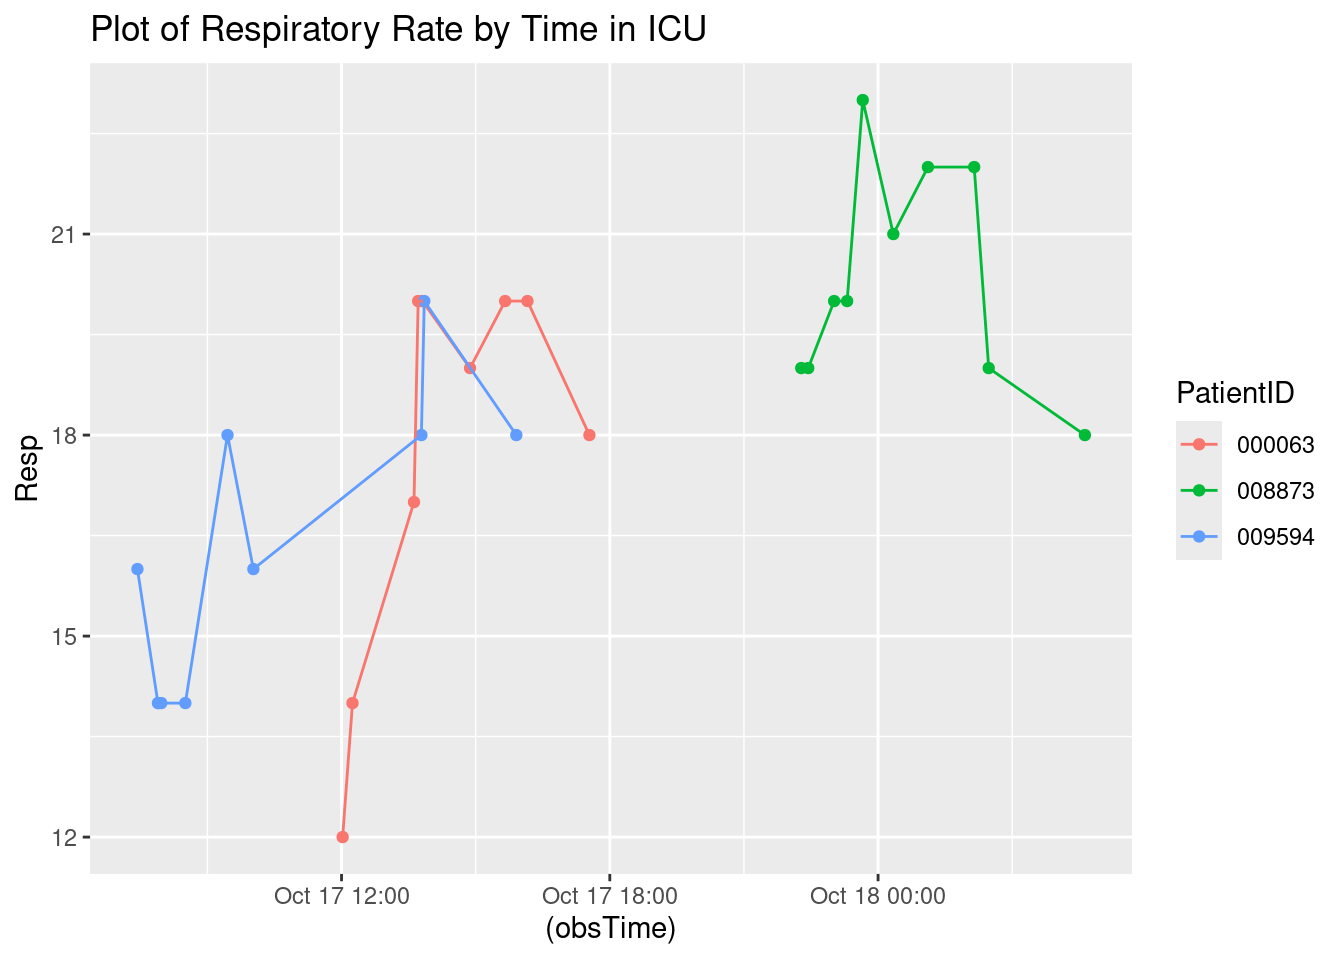 Plot of Respiratory Rate by Time in ICU
21
18
15
12
Resp
Oct 17 12:00
Oct 17 18:00
Oct 18 00:00
(obsTime)
PatientID
000063
008873
009594